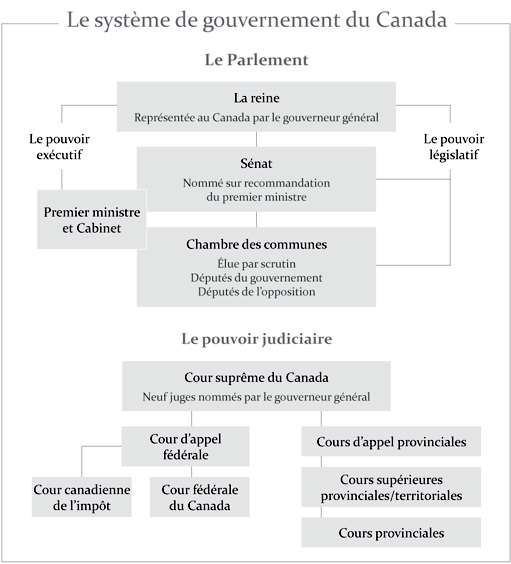 Le système de gouvernement du Canada
Le Parlement
La reine
Représentée au Canada par le gouverneur général
Le pouvoir
exécutif
Le pouvoir
législatif
Sénat
Nommé sur recommandation
du premier ministre
Premier ministre
et Cabinet
Chambre des communes
Élue par scrutin
Députés du gouvernement
Députés de l'opposition
Le pouvoir judiciaire
Cour suprême du Canada
Neuf juges nommés par le gouverneur général
Cour d'appel
fédérale
Cour canadienne
de l'impôt
Cour fédérale
du Canada
Cours d'appel provinciales
Cours supérieures
provinciales/territoriales
Cours provinciales